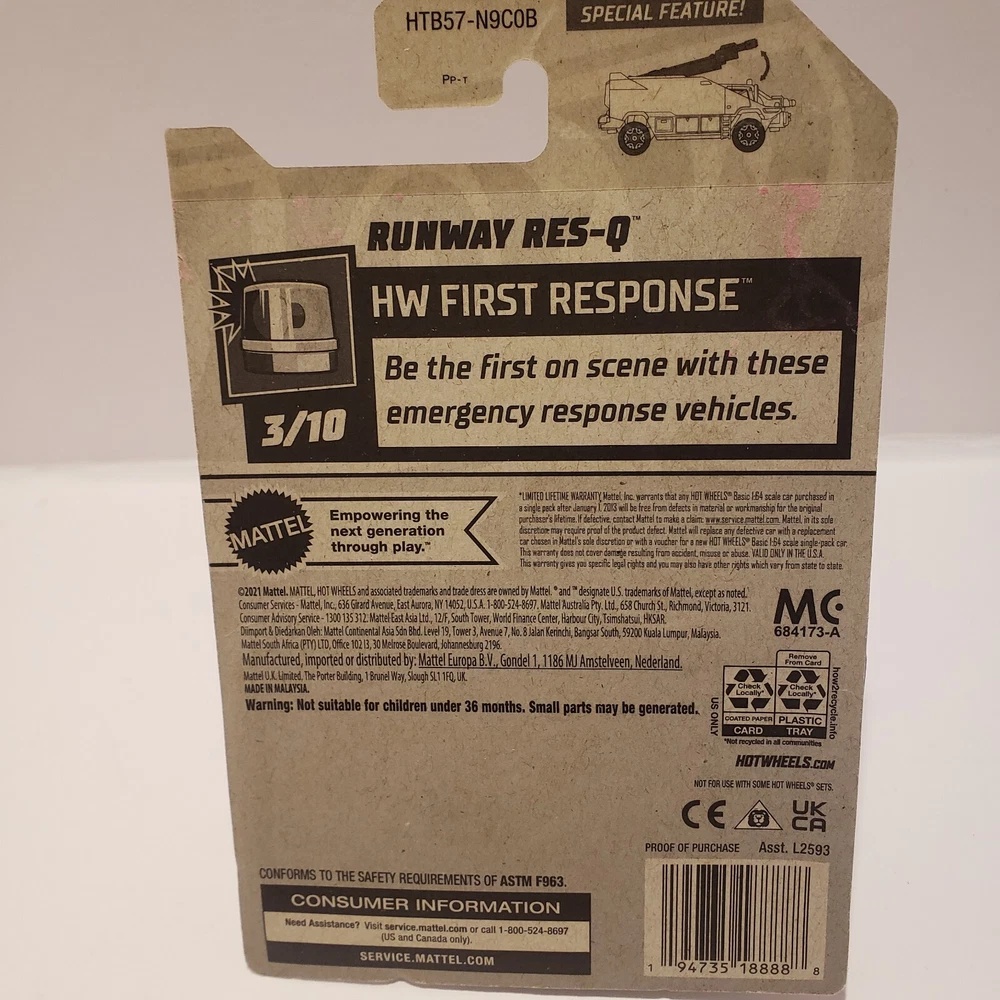 HTB57-N9C0B
SPECIAL FEATURE!
PP-T
RUNWAY RES-Q™
HW FIRST RESPONSE™
Be the first on scene with these
emergency response vehicles.
3/10
MATTEL
Empowering the
next generation
through play.™
*LIMITED LIFETIME WARRANTY. Mattel, Inc. warrants that any HOT WHEELS® Basic 1:64 scale car purchased in
a single pack after January 1, 2013 will be free from defects in material or workmanship for the original
purchaser's lifetime. If defective, contact Mattel to make a claim: www.service.mattel.com. Mattel, in its sole
discretion may require proof of the product defect. Mattel will replace any defective car with a replacement
car chosen in Mattel's sole discretion or with a voucher for a new HOT WHEELS® Basic 1:64 scale single-pack car.
This warranty does not cover damage resulting from accident, misuse or abuse. VALID ONLY IN THE U.S.A.
This warranty gives you specific legal rights and you may also have other rights which vary from state to state.
©2021 Mattel. MATTEL, HOT WHEELS and associated trademarks and trade dress are owned by Mattel. ® and ™ designate U.S. trademarks of Mattel, except as noted.
Consumer Services - Mattel, Inc., 636 Girard Avenue, East Aurora, NY 14052, U.S.A. 1-800-524-8697. Mattel Australia Pty. Ltd., 658 Church St., Richmond, Victoria, 3121.
Consumer Advisory Service - 1300 135 312. Mattel East Asia Ltd., 12/F, South Tower, World Finance Center, Harbour City, Tsimshatsui, HKSAR.
Diimport & Diedarkan Oleh: Mattel Continental Asia Sdn Bhd. Level 19, Tower 3, Avenue 7, No. 8 Jalan Kerinchi, Bangsar South, 59200 Kuala Lumpur, Malaysia.
Mattel South Africa (PTY) LTD, Office 102 I3, 30 Melrose Boulevard, Johannesburg 2196.
Manufactured, imported or distributed by: Mattel Europa B.V., Gondel 1, 1186 MJ Amstelveen, Nederland.
Mattel U.K. Limited, The Porter Building, 1 Brunel Way, Slough SL1 1FQ, UK.
MADE IN MALAYSIA.
Warning: Not suitable for children under 36 months. Small parts may be generated.
MC
684173-A
Remove
From Card
Check
Locally*
Check
Locally*
US ONLY
how2recycle.info
COATED PAPER
PLASTIC
CARD
TRAY
*Not recycled in all communities
HOTWHEELS.COM
NOT FOR USE WITH SOME HOT WHEELS® SETS.
CE
UK
CA
PROOF OF PURCHASE
Asst. L2593
CONFORMS TO THE SAFETY REQUIREMENTS OF ASTM F963.
CONSUMER INFORMATION
Need Assistance? Visit service.mattel.com or call 1-800-524-8697
(US and Canada only).
SERVICE.MATTEL.COM
1 94735 18888 8